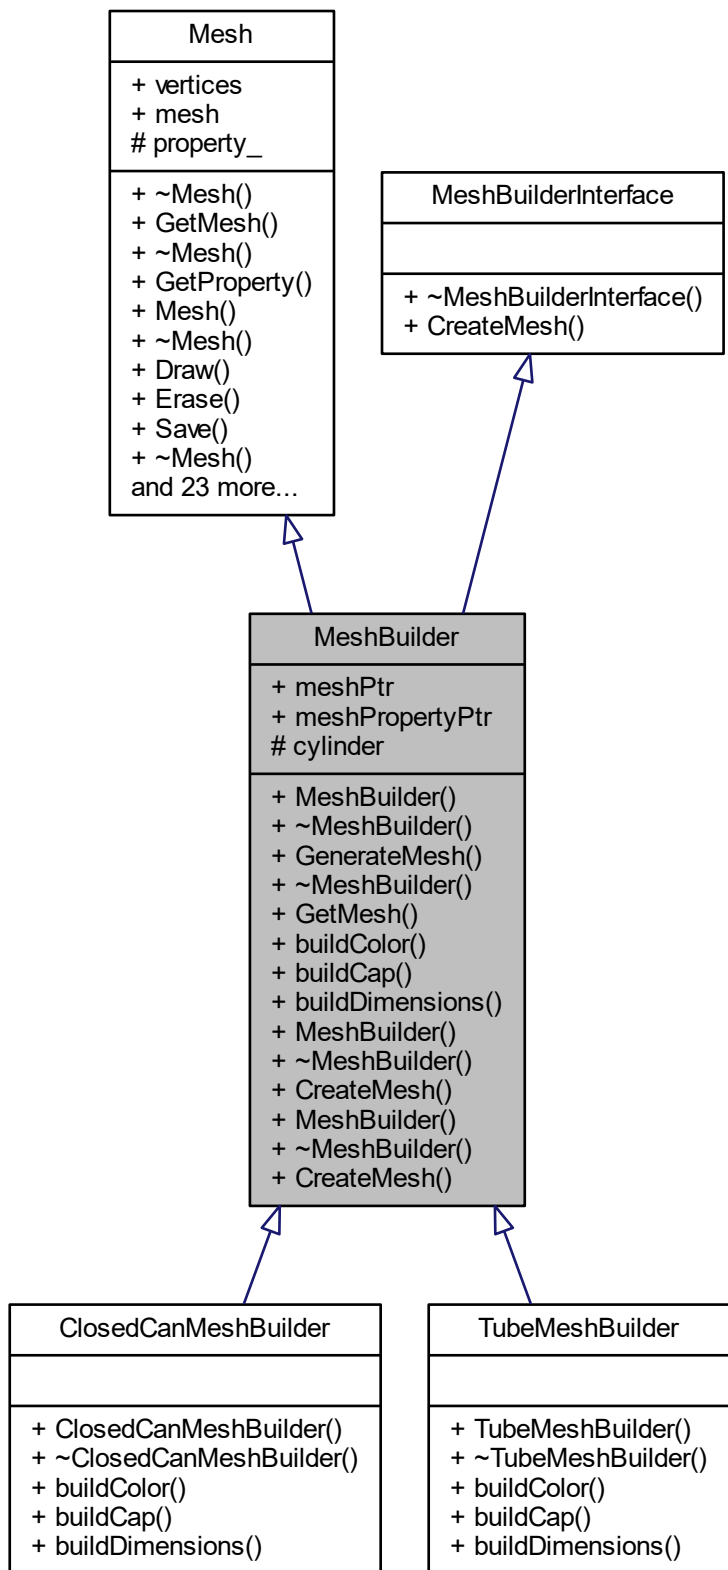 Mesh
+ vertices
+ mesh
# property_
+ ~Mesh()
+ GetMesh()
+ ~Mesh()
+ GetProperty()
+ Mesh()
+ ~Mesh()
+ Draw()
+ Erase()
+ Save()
+ ~Mesh()
and 23 more...
MeshBuilderInterface
+ ~MeshBuilderInterface()
+ CreateMesh()
MeshBuilder
+ meshPtr
+ meshPropertyPtr
# cylinder
+ MeshBuilder()
+ ~MeshBuilder()
+ GenerateMesh()
+ ~MeshBuilder()
+ GetMesh()
+ buildColor()
+ buildCap()
+ buildDimensions()
+ MeshBuilder()
+ ~MeshBuilder()
+ CreateMesh()
+ MeshBuilder()
+ ~MeshBuilder()
+ CreateMesh()
ClosedCanMeshBuilder
+ ClosedCanMeshBuilder()
+ ~ClosedCanMeshBuilder()
+ buildColor()
+ buildCap()
+ buildDimensions()
TubeMeshBuilder
+ TubeMeshBuilder()
+ ~TubeMeshBuilder()
+ buildColor()
+ buildCap()
+ buildDimensions()